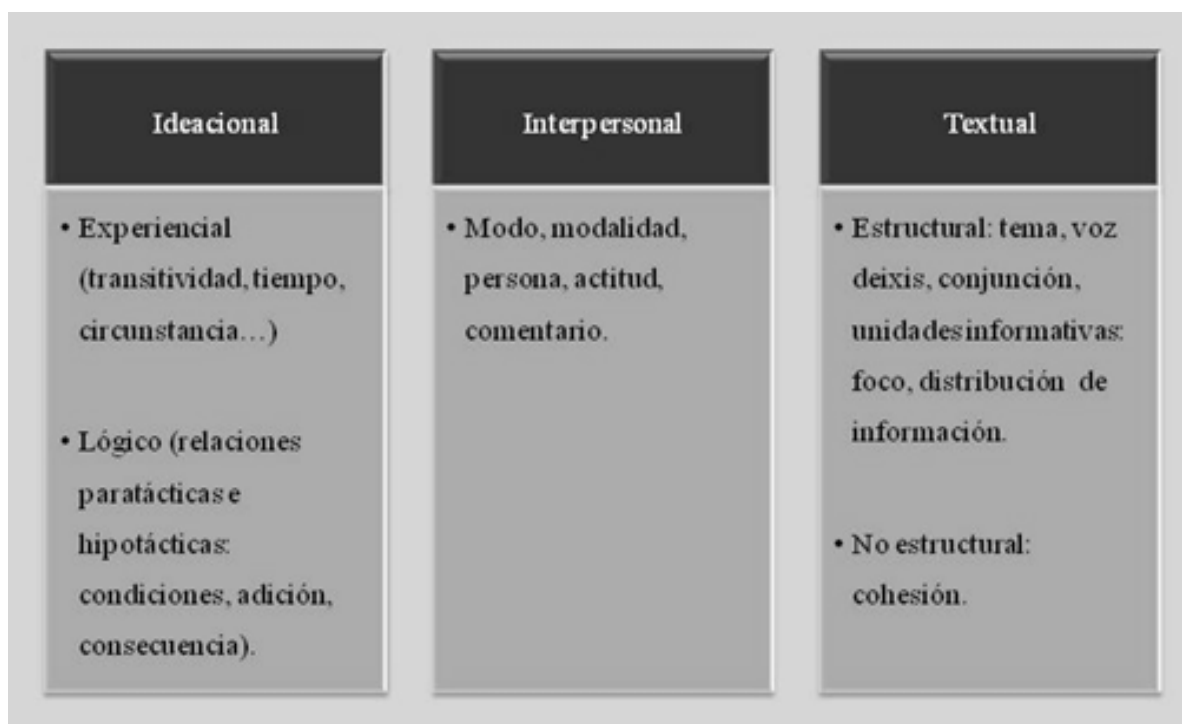 Ideacional
• Experiencial
(transitividad, tiempo,
circunstancia...)
• Lógico (relaciones
paratácticas e
hipotácticas:
condiciones, adición,
consecuencia).
Interpersonal
• Modo, modalidad,
persona, actitud,
comentario.
Textual
• Estructural: tema, voz
deixis, conjunción,
unidades informativas:
foco, distribución de
información.
• No estructural:
cohesión.